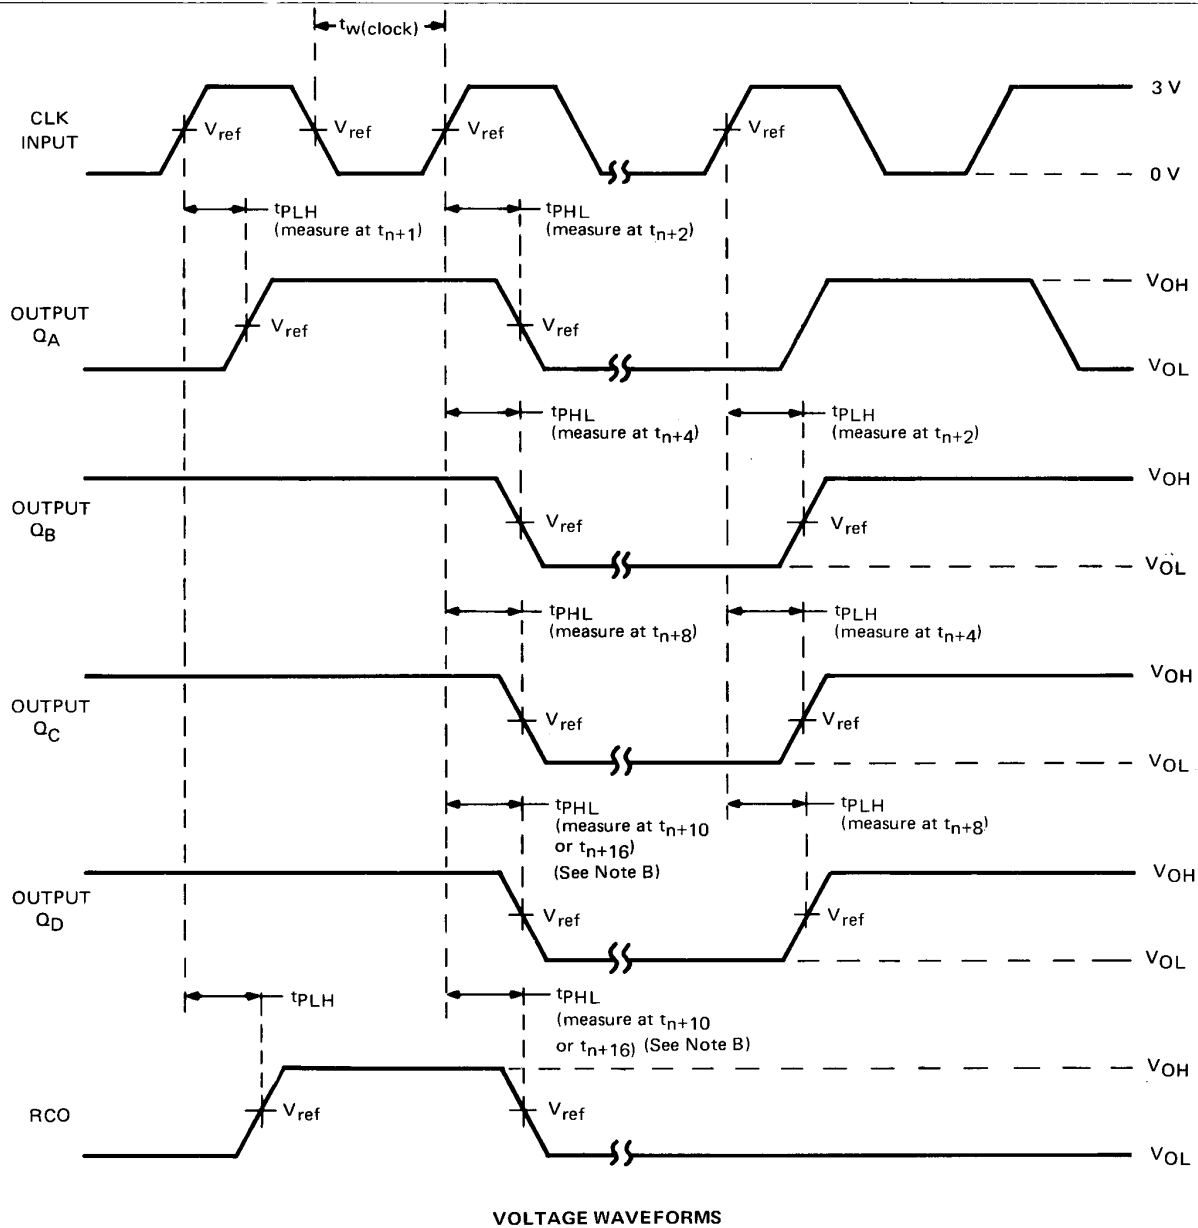 tw(clock)
3 V
CLK
INPUT
Vref
Vref
Vref
Vref
0 V
tPLH
(measure at tn+1)
tPHL
(measure at tn+2)
VOH
OUTPUT
QA
Vref
Vref
VOL
tPHL
(measure at tn+4)
tPLH
(measure at tn+2)
VOH
OUTPUT
QB
Vref
Vref
VOL
tPHL
(measure at tn+8)
tPLH
(measure at tn+4)
VOH
OUTPUT
QC
Vref
Vref
VOL
tPHL
(measure at tn+10
or tn+16)
(See Note B)
tPLH
(measure at tn+8)
VOH
OUTPUT
QD
Vref
Vref
VOL
tPLH
tPHL
(measure at tn+10
or tn+16) (See Note B)
VOH
RCO
Vref
Vref
VOL
VOLTAGE WAVEFORMS